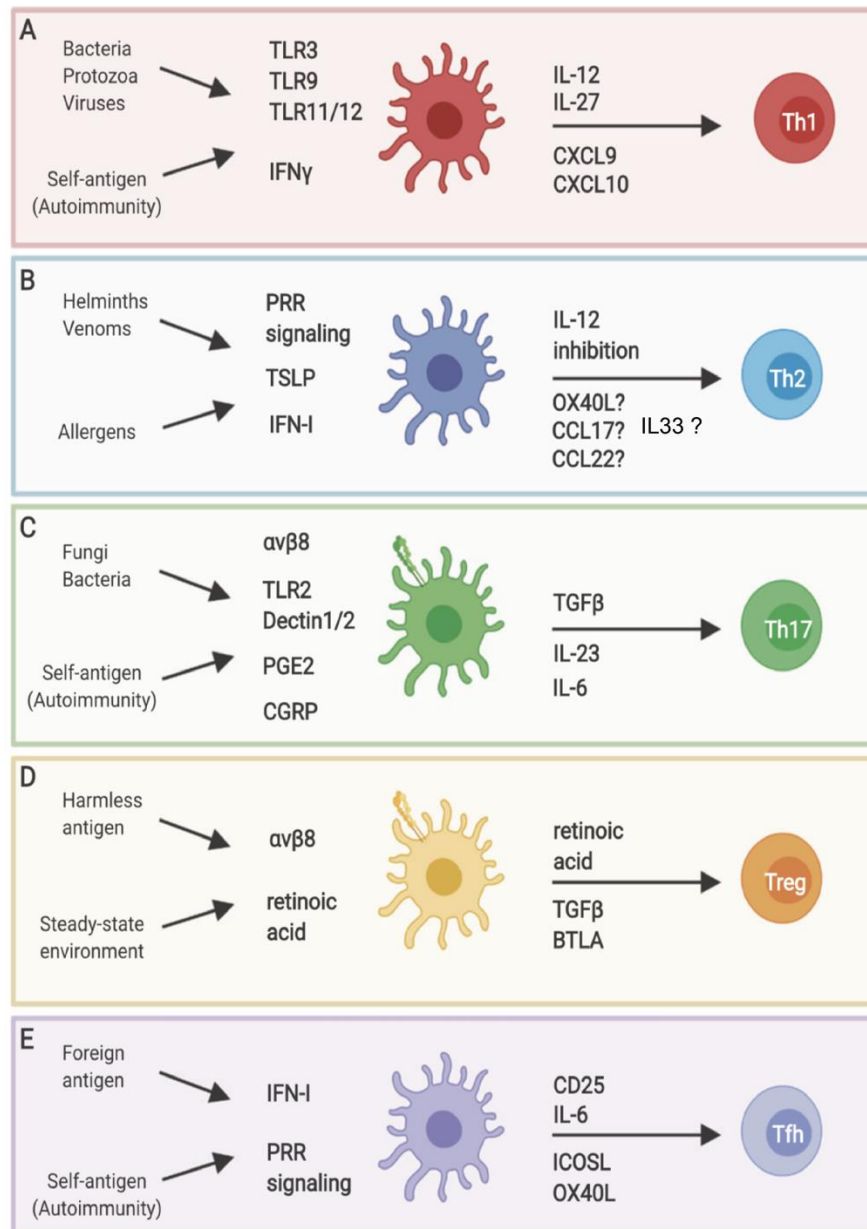 A
Bacteria
Protozoa
Viruses
Self-antigen
(Autoimmunity)
TLR3
TLR9
TLR11/12
IFNγ
IL-12
IL-27
CXCL9
CXCL10
Th1
B
Helminths
Venoms
Allergens
PRR
signaling
TSLP
IFN-I
IL-12
inhibition
OX40L?
CCL17?
CCL22?
IL33 ?
Th2
C
Fungi
Bacteria
Self-antigen
(Autoimmunity)
αvβ8
TLR2
Dectin1/2
PGE2
CGRP
TGFβ
IL-23
IL-6
Th17
D
Harmless
antigen
Steady-state
environment
αvβ8
retinoic
acid
retinoic
acid
TGFβ
BTLA
Treg
E
Foreign
antigen
Self-antigen
(Autoimmunity)
IFN-I
PRR
signaling
CD25
IL-6
ICOSL
OX40L
Tfh